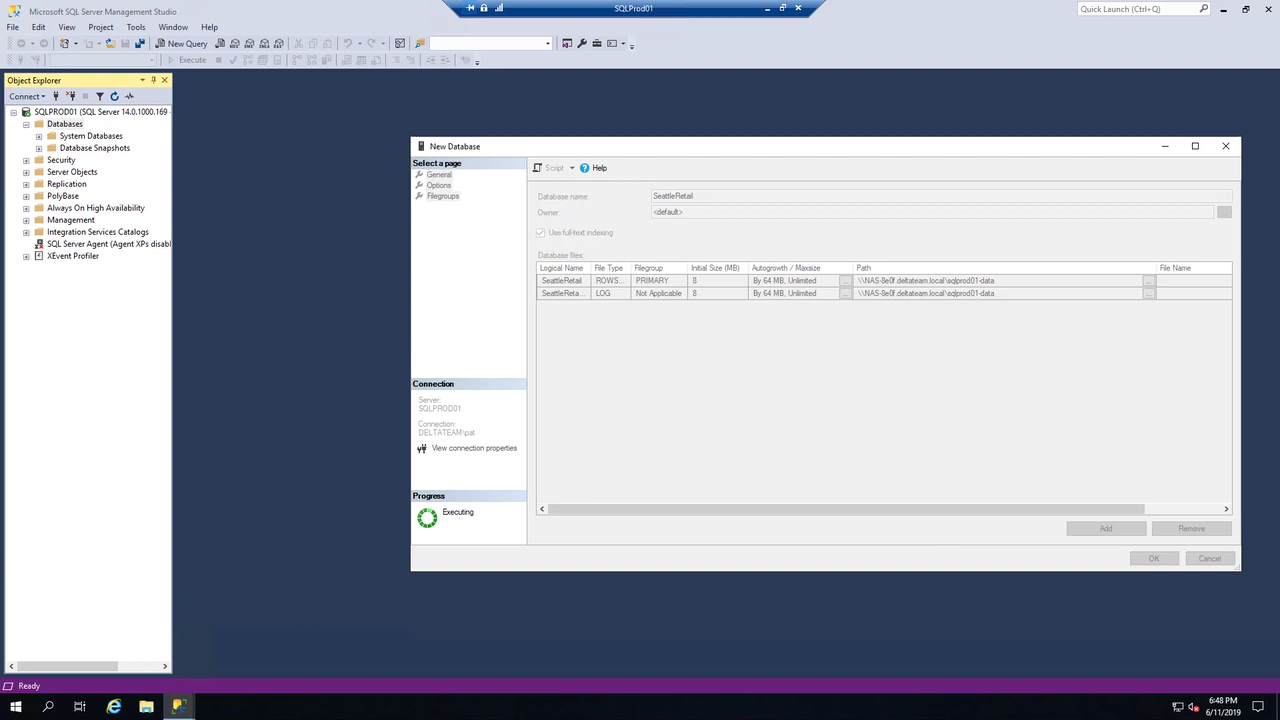 Microsoft SQL Server Management Studio
SQLProd01
Quick Launch (Ctrl+Q)
File Edit View Project Tools Window Help
New Query
Execute
Object Explorer
Connect
SQLPROD01 (SQL Server 14.0.1000.169 -
Databases
System Databases
Database Snapshots
Security
Server Objects
Replication
PolyBase
Always On High Availability
Management
Integration Services Catalogs
SQL Server Agent (Agent XPs disabl
XEvent Profiler
New Database
Select a page
General
Options
Filegroups
Connection
Server:
SQLPROD01
Connection:
DELTATEAM\pat
View connection properties
Progress
Executing
Script Help
Database name: SeattleRetail
Owner: <default> ...
Use full-text indexing
Database files:
Logical Name File Type Filegroup Initial Size (MB) Autogrowth / Maxsize Path File Name
SeattleRetail ROWS... PRIMARY 8 By 64 MB, Unlimited ... \\NAS-8e0f.deltateam.local\sqlprod01-data ...
SeattleReta... LOG Not Applicable 8 By 64 MB, Unlimited ... \\NAS-8e0f.deltateam.local\sqlprod01-data ...
Add Remove
OK Cancel
Ready
6:48 PM
6/11/2019